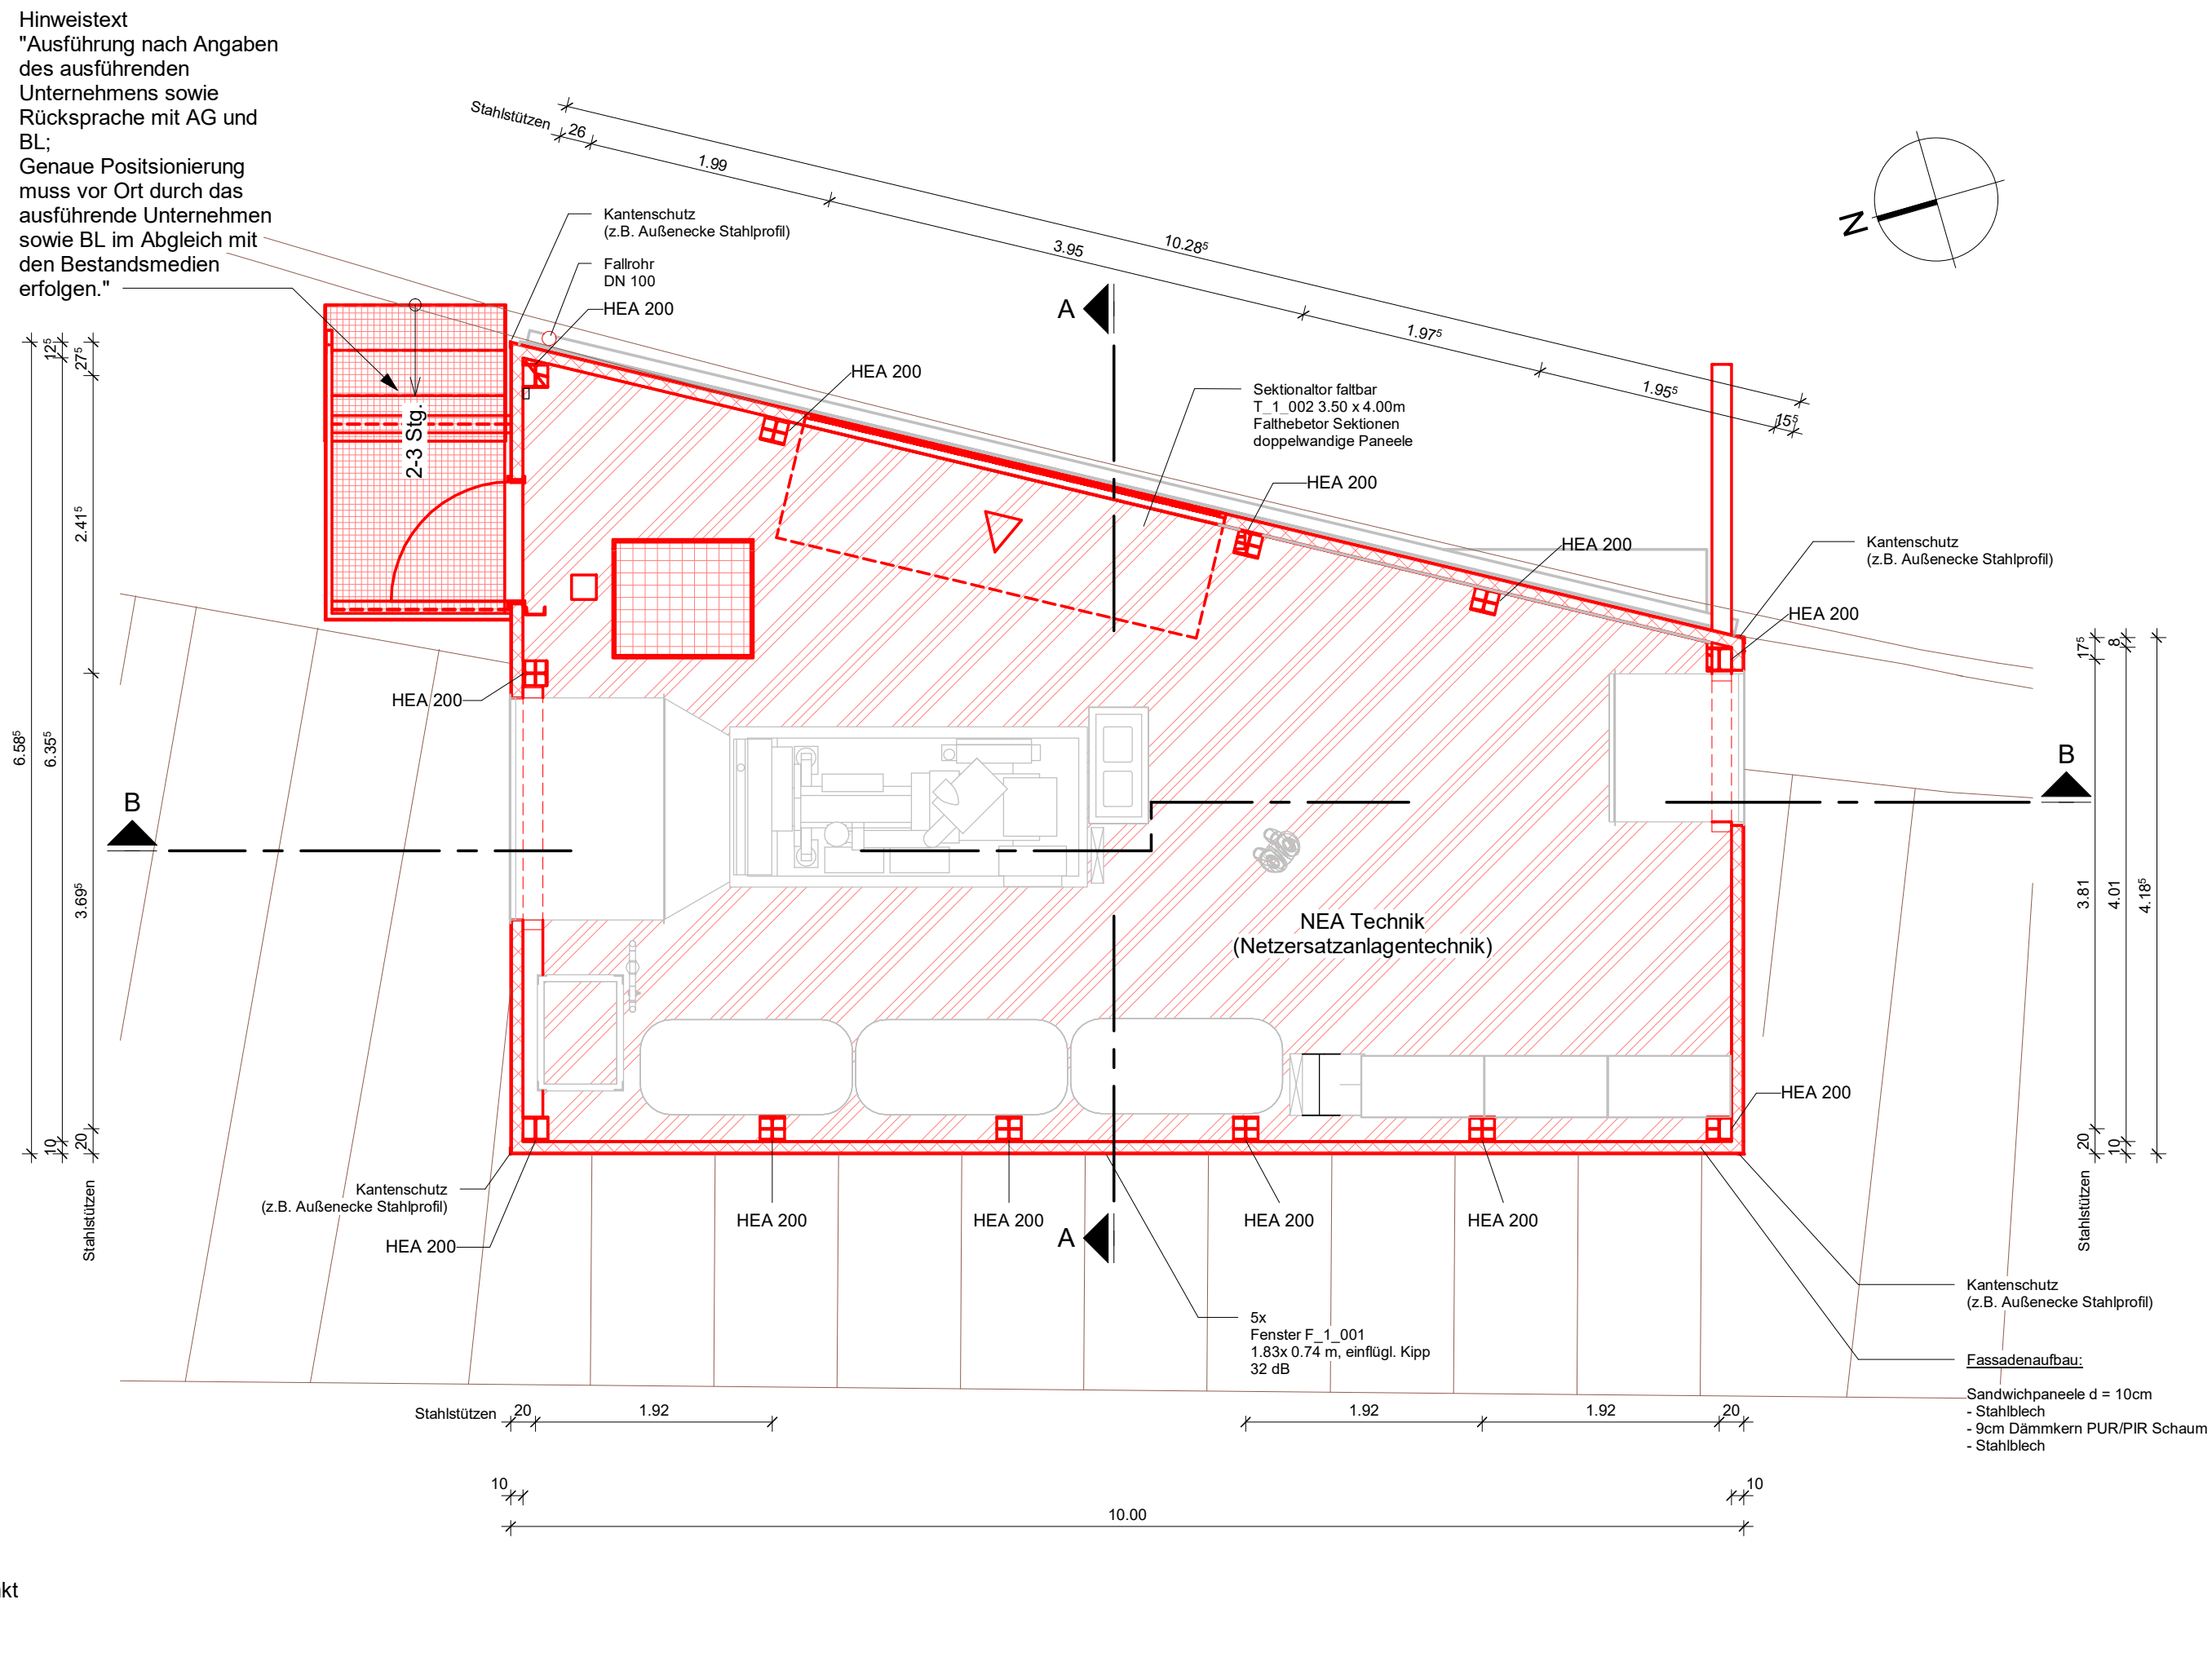 Hinweistext
"Ausführung nach Angaben
des ausführenden
Unternehmens sowie
Rücksprache mit AG und
BL;
Genaue Positsionierung
muss vor Ort durch das
ausführende Unternehmen
sowie BL im Abgleich mit
den Bestandsmedien
erfolgen."
Stahlstützen
26
1.99
3.95
10.28⁵
1.97⁵
1.95⁵
15⁵
N
Kantenschutz
(z.B. Außenecke Stahlprofil)
Fallrohr
DN 100
HEA 200
A
HEA 200
Sektionaltor faltbar
T_1_002 3.50 x 4.00m
Falthebetor Sektionen
doppelwandige Paneele
HEA 200
HEA 200
Kantenschutz
(z.B. Außenecke Stahlprofil)
HEA 200
2-3 Stg.
12⁵
27⁵
2.41⁵
6.58⁵
6.35⁵
3.69⁵
10
20
Stahlstützen
HEA 200
B
B
17⁵
8
3.81
4.01
4.18⁵
20
10
Stahlstützen
NEA Technik
(Netzersatzanlagentechnik)
HEA 200
Kantenschutz
(z.B. Außenecke Stahlprofil)
HEA 200
HEA 200
HEA 200
HEA 200
HEA 200
A
5x
Fenster F_1_001
1.83x 0.74 m, einflügl. Kipp
32 dB
Kantenschutz
(z.B. Außenecke Stahlprofil)
Fassadenaufbau:
Sandwichpaneele d = 10cm
- Stahlblech
- 9cm Dämmkern PUR/PIR Schaum
- Stahlblech
Stahlstützen
20
1.92
1.92
1.92
20
10
10
10.00
kt